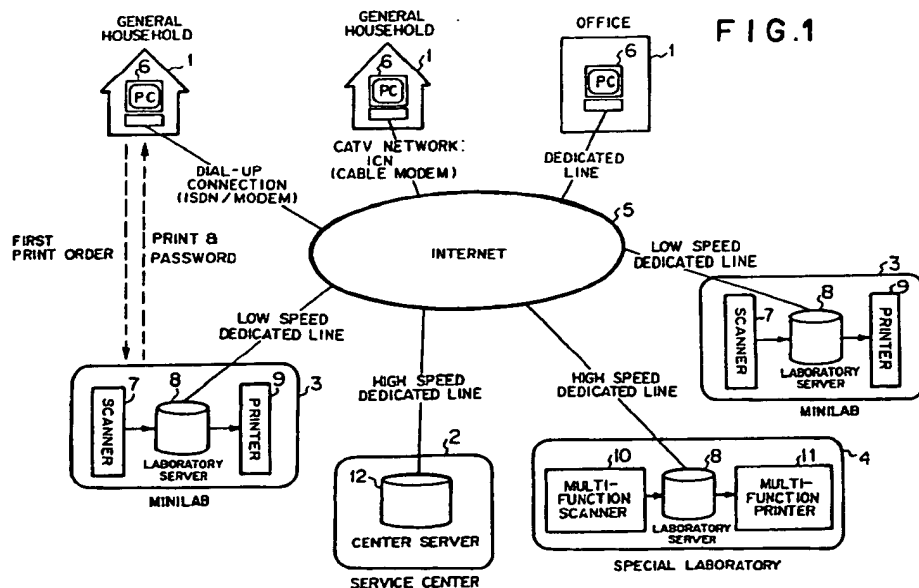 FIG.1
GENERAL
HOUSEHOLD
1
6
PC
GENERAL
HOUSEHOLD
1
6
PC
OFFICE
1
6
PC
DIAL-UP
CONNECTION
(ISDN/MODEM)
CATV NETWORK:
ICN
(CABLE MODEM)
DEDICATED
LINE
FIRST
PRINT ORDER
PRINT &
PASSWORD
5
INTERNET
LOW SPEED
DEDICATED LINE
LOW SPEED
DEDICATED LINE
HIGH SPEED
DEDICATED LINE
HIGH SPEED
DEDICATED LINE
3
7
SCANNER
8
LABORATORY
SERVER
9
PRINTER
MINILAB
7
SCANNER
8
LABORATORY
SERVER
9
PRINTER
3
MINILAB
2
12
CENTER SERVER
SERVICE CENTER
4
10
MULTI-
FUNCTION
SCANNER
8
LABORATORY
SERVER
11
MULTI-
FUNCTION
PRINTER
SPECIAL LABORATORY